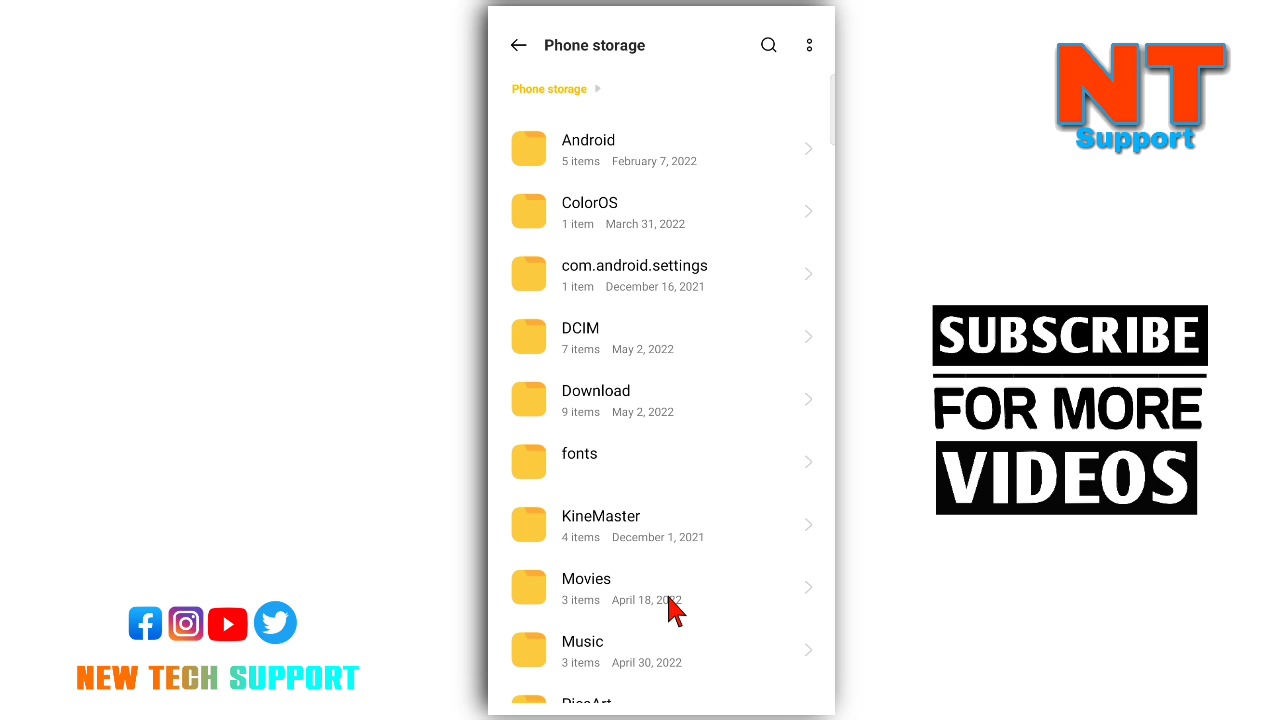 Phone storage
Phone storage
Android
5 items February 7, 2022
ColorOS
1 item March 31, 2022
com.android.settings
1 item December 16, 2021
DCIM
7 items May 2, 2022
Download
9 items May 2, 2022
fonts
KineMaster
4 items December 1, 2021
Movies
3 items April 18, 2022
Music
3 items April 30, 2022
PicsArt
NT
Support
SUBSCRIBE
FOR MORE
VIDEOS
NEW TECH SUPPORT